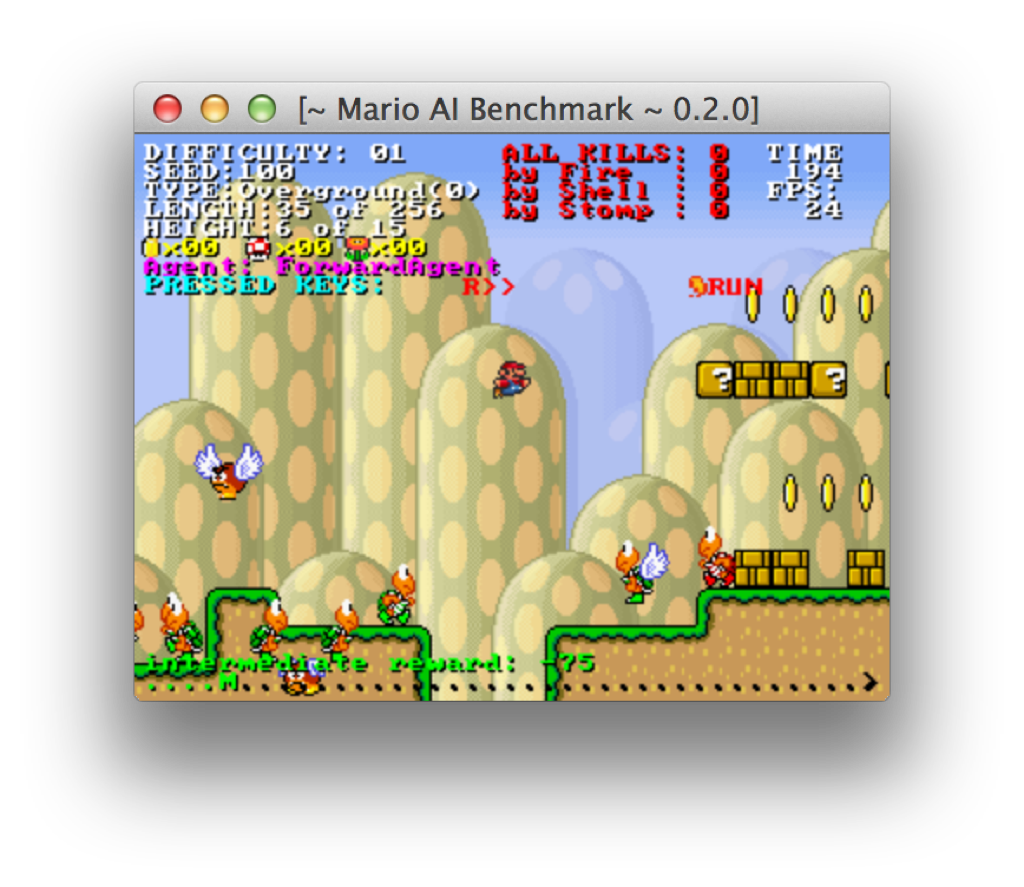 [~ Mario AI Benchmark ~ 0.2.0]
DIFFICULTY: 01
SEED:100
TYPE:Overground(0)
LENGTH:35 of 256
HEIGHT:6 of 15
x00 x00 x00
Agent: ForwardAgent
PRESSED KEYS: R>> RUN
ALL KILLS: 0
by Fire : 0
by Shell : 0
by Stomp : 0
TIME
194
FPS:
24
? ?
intermediate reward: -75
....M...................................>